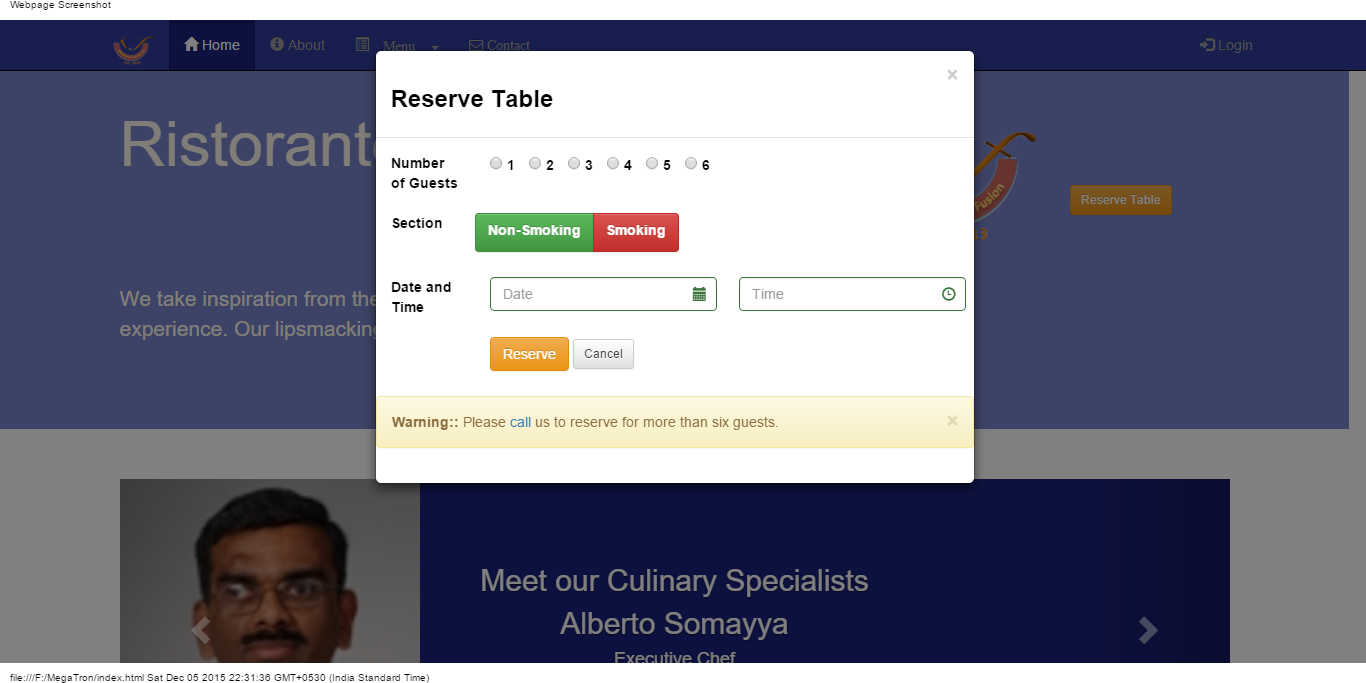 Webpage Screenshot
Home About Menu Contact Login
×
Reserve Table
Ristorant
Number
of Guests
1 2 3 4 5 6
Fusion
Reserve Table
Section
Non-Smoking Smoking
Date and
Time
Date
Time
We take inspiration from the
experience. Our lipsmacking
Reserve Cancel
Warning:: Please call us to reserve for more than six guests. ×
Meet our Culinary Specialists
Alberto Somayya
Executive Chef
file:///F:/MegaTron/index.html Sat Dec 05 2015 22:31:36 GMT+0530 (India Standard Time)